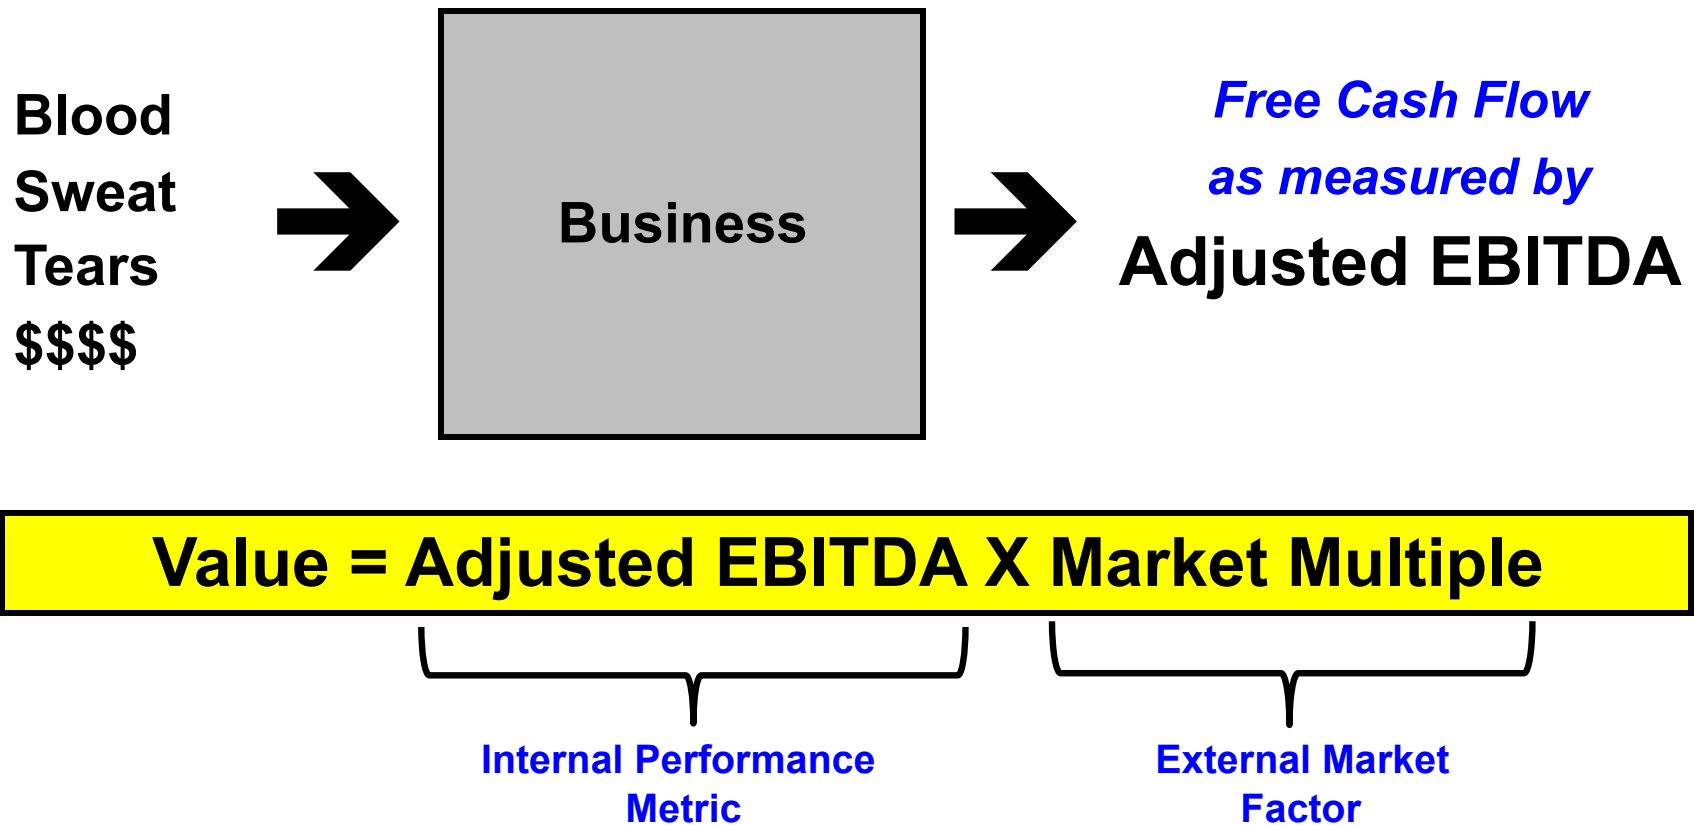 Blood
Sweat
Tears
$$$$
Business
Free Cash Flow
as measured by
Adjusted EBITDA
Value = Adjusted EBITDA X Market Multiple
Internal Performance
Metric
External Market
Factor